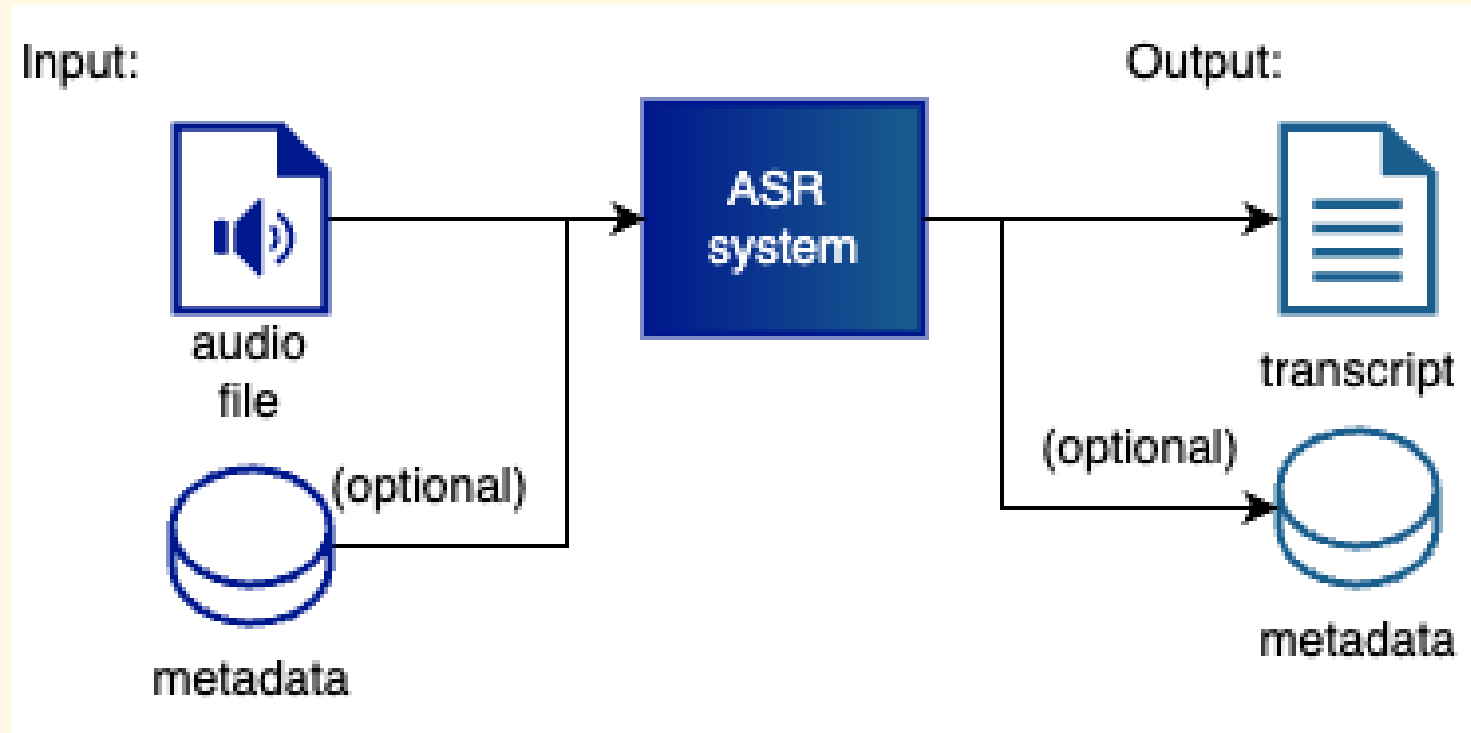 Input:
Output:
audio
file
(optional)
metadata
ASR
system
transcript
(optional)
metadata